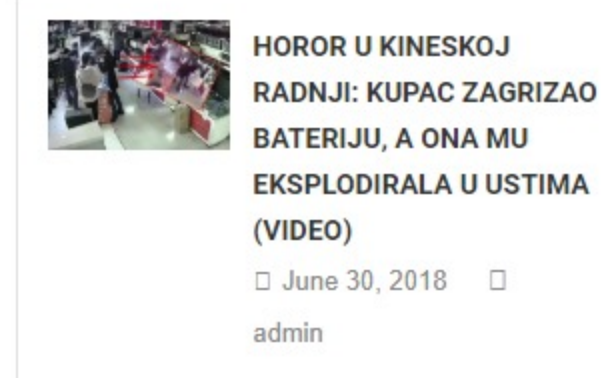 HOROR U KINESKOJ
RADNJI: KUPAC ZAGRIZAO
BATERIJU, A ONA MU
EKSPLODIRALA U USTIMA
(VIDEO)
June 30, 2018
admin